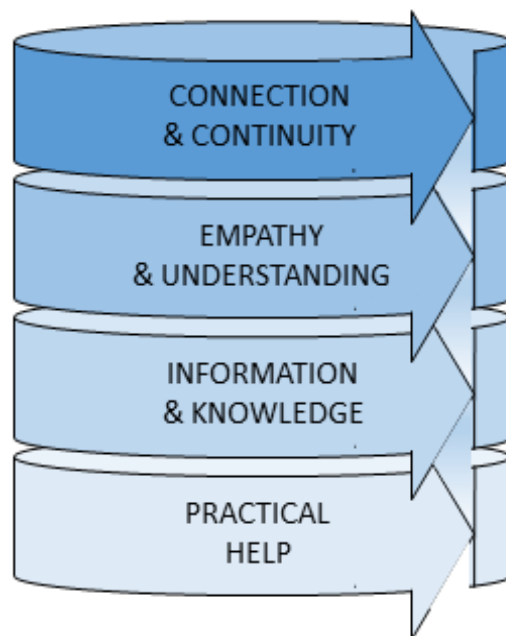 CONNECTION
& CONTINUITY
EMPATHY
& UNDERSTANDING
INFORMATION
& KNOWLEDGE
PRACTICAL
HELP